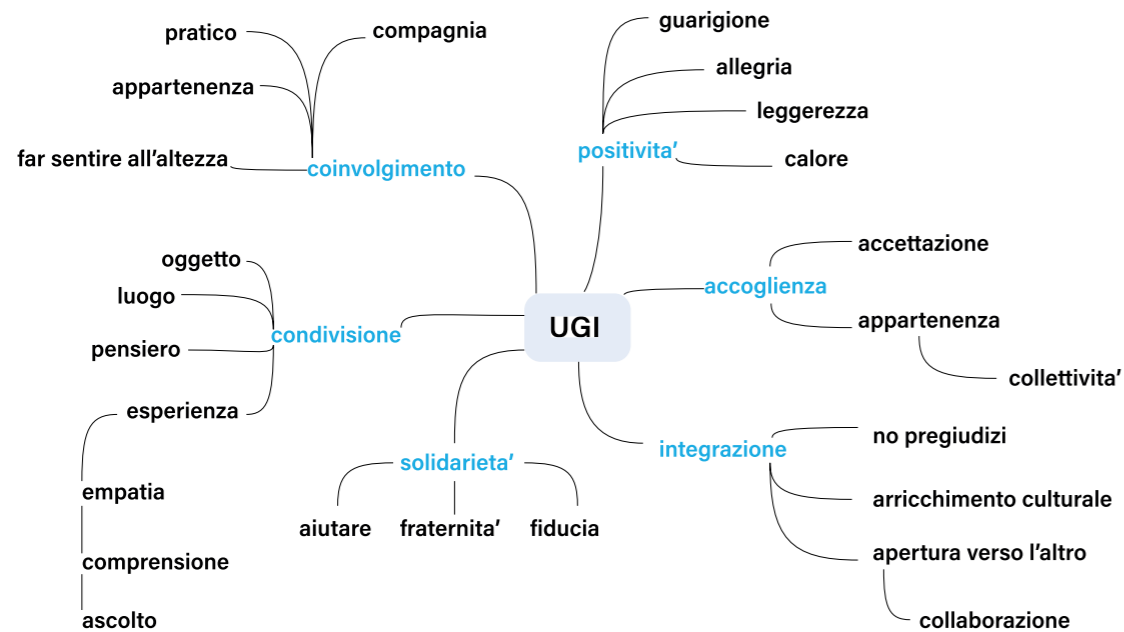 guarigione
pratico
compagnia
allegria
appartenenza
leggerezza
positivita'
far sentire all'altezza
coinvolgimento
calore
accettazione
oggetto
accoglienza
luogo
appartenenza
UGI
condivisione
pensiero
collettivita'
esperienza
no pregiudizi
integrazione
solidarieta'
empatia
arricchimento culturale
aiutare
fraternita'
fiducia
apertura verso l'altro
comprensione
ascolto
collaborazione